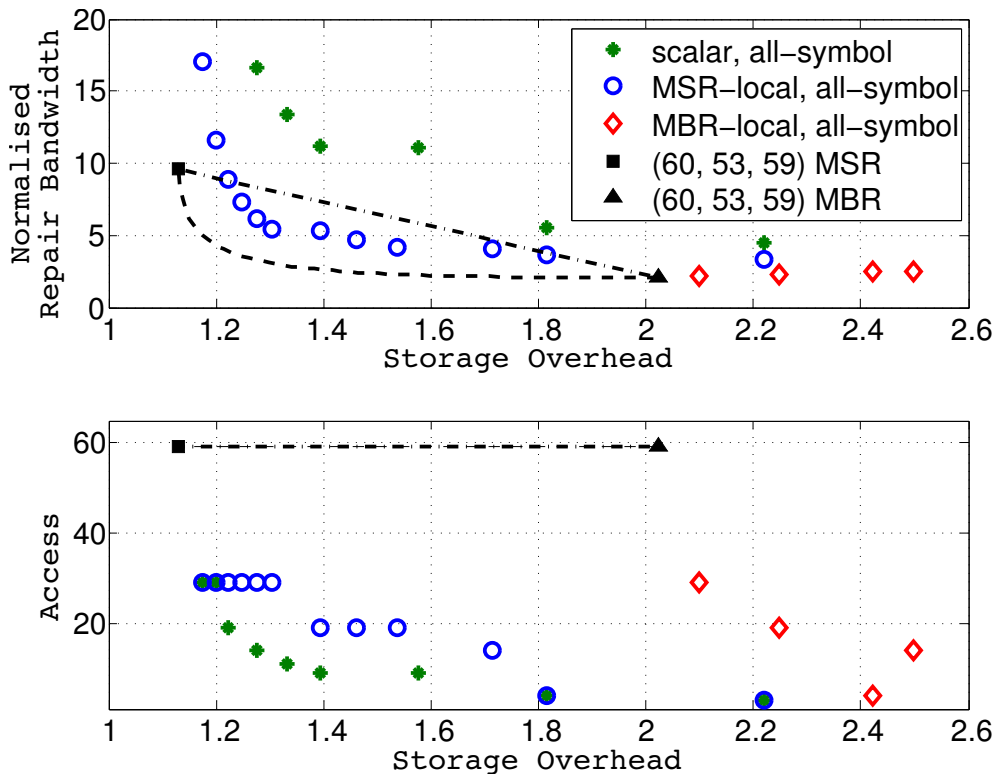 20
15
10
5
0
Normalised
Repair Bandwidth
scalar, all-symbol
MSR-local, all-symbol
MBR-local, all-symbol
(60, 53, 59) MSR
(60, 53, 59) MBR
1 1.2 1.4 1.6 1.8 2 2.2 2.4 2.6
Storage Overhead
60
40
20
Access
1 1.2 1.4 1.6 1.8 2 2.2 2.4 2.6
Storage Overhead